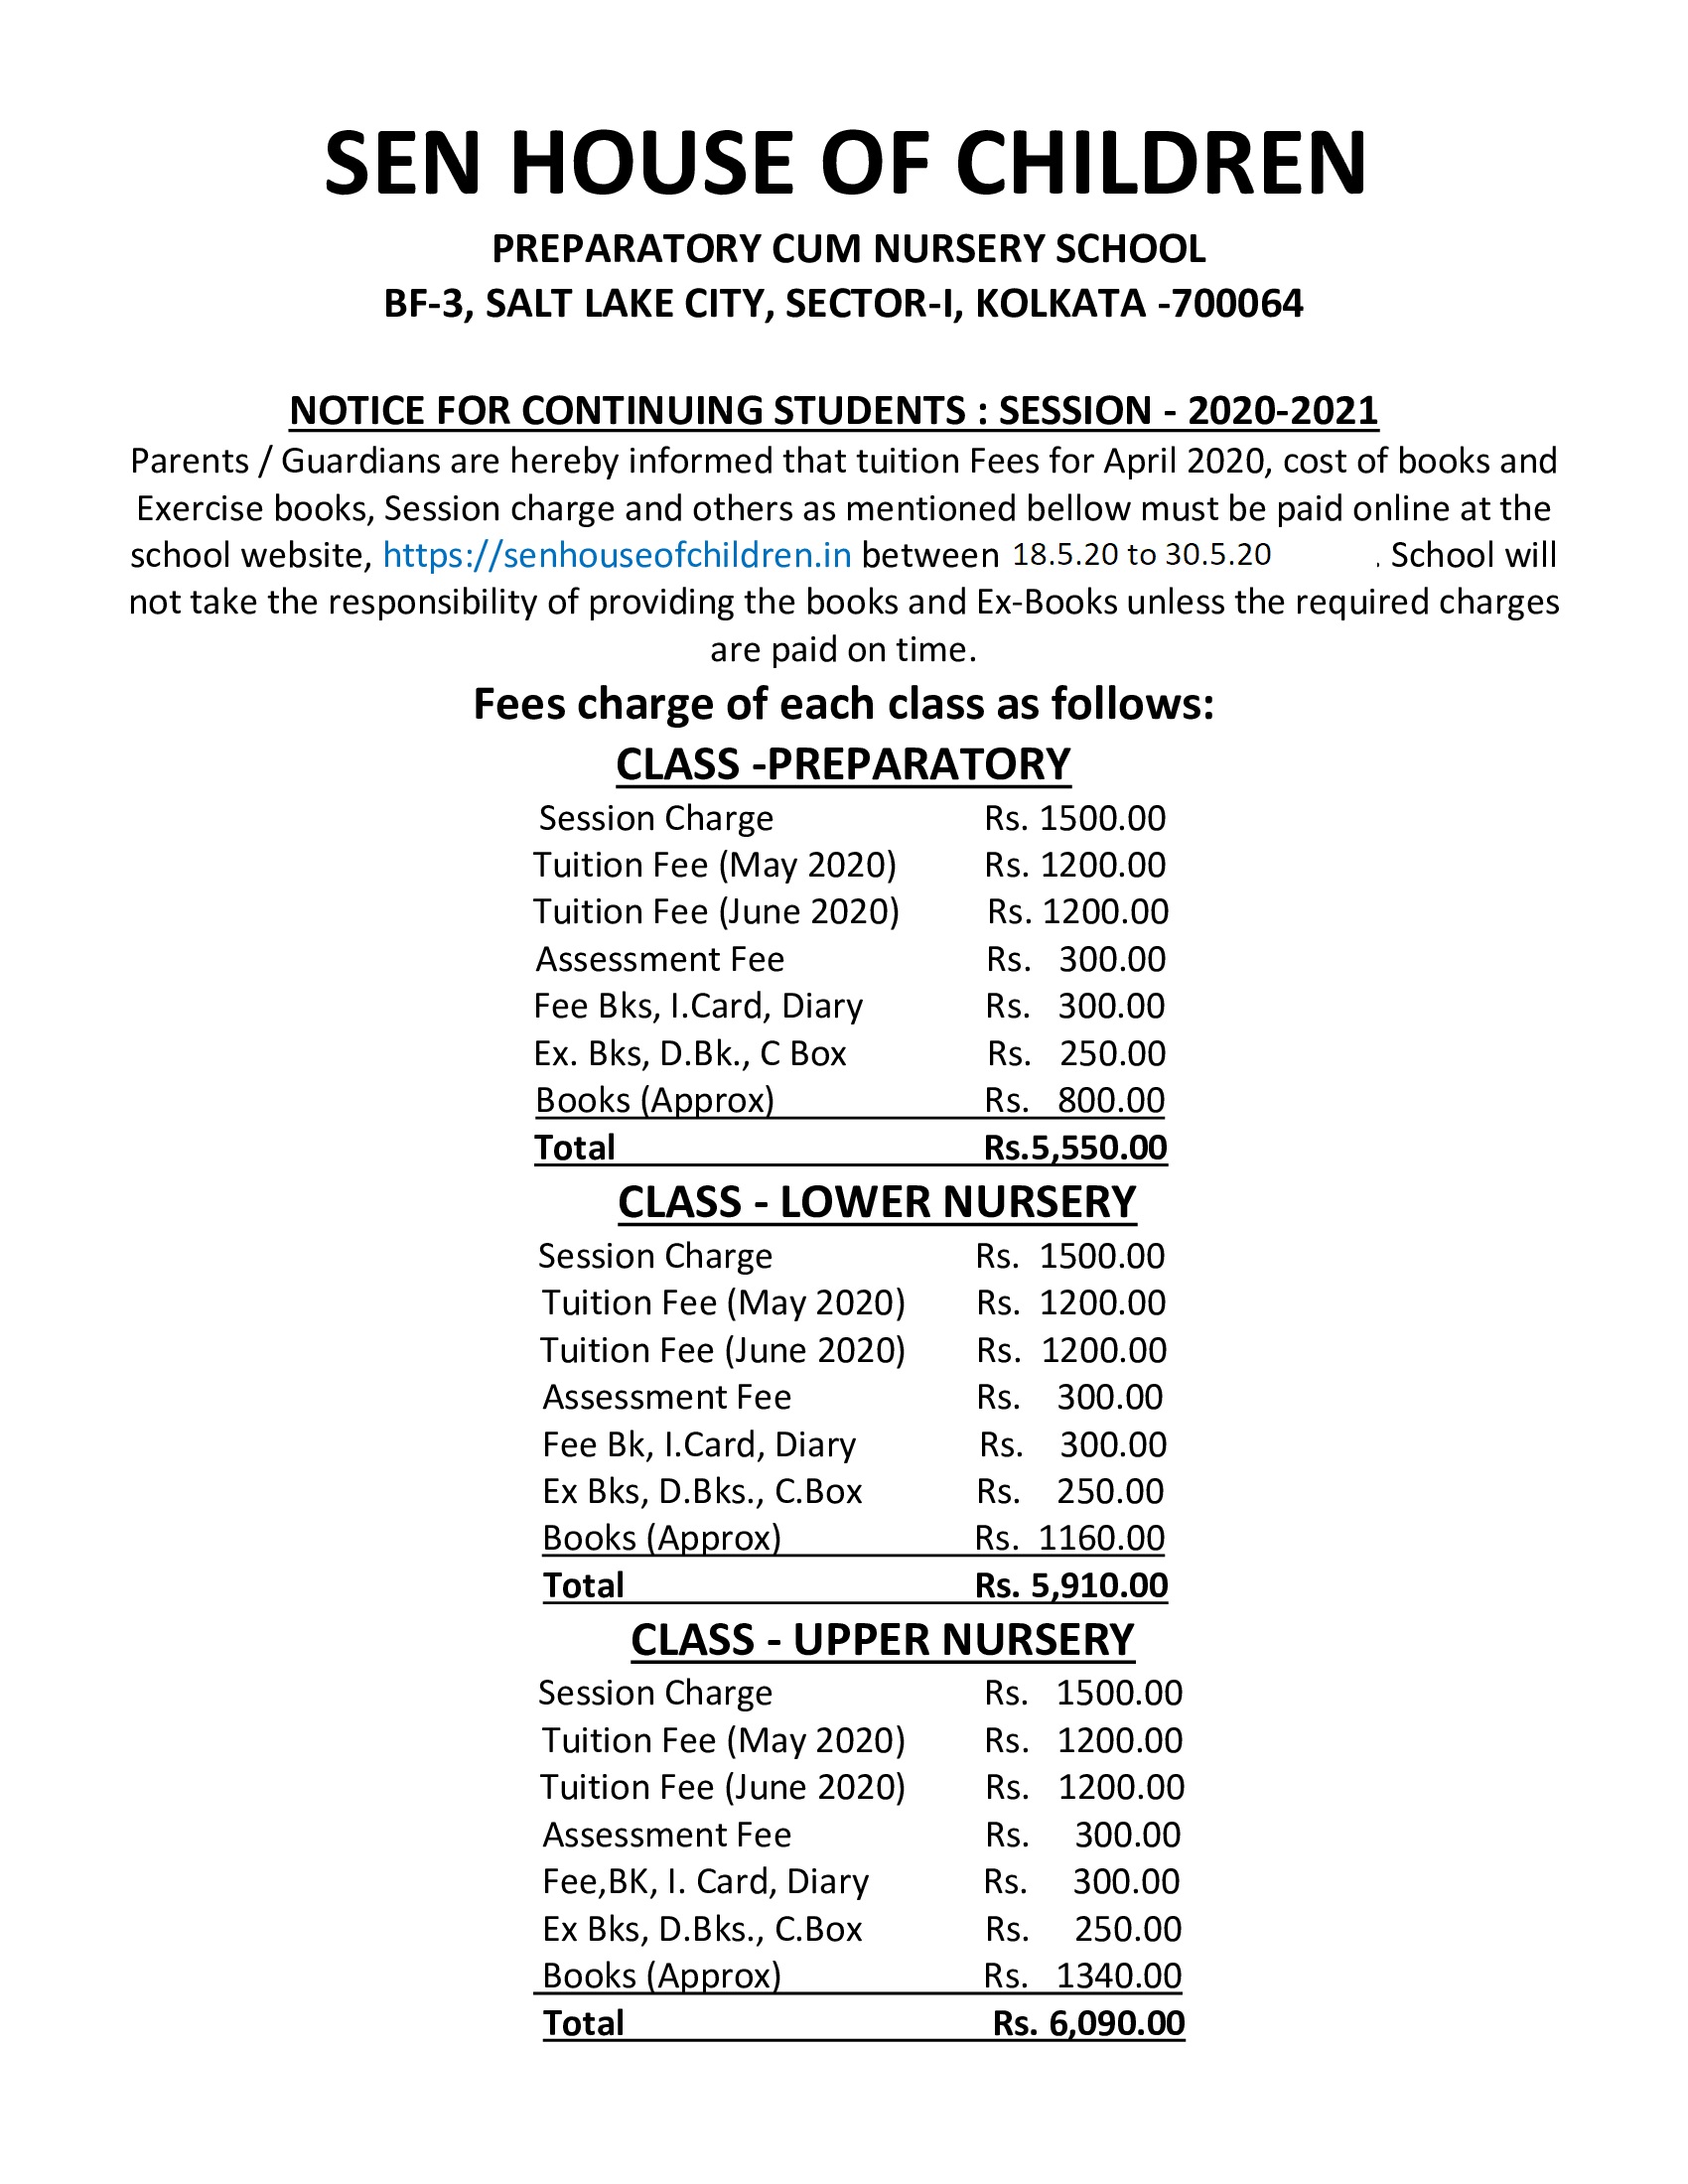 SEN HOUSE OF CHILDREN
PREPARATORY CUM NURSERY SCHOOL
BF-3, SALT LAKE CITY, SECTOR-I, KOLKATA -700064
NOTICE FOR CONTINUING STUDENTS : SESSION - 2020-2021
Parents / Guardians are hereby informed that tuition Fees for April 2020, cost of books and
Exercise books, Session charge and others as mentioned bellow must be paid online at the
school website, https://senhouseofchildren.in between 18.5.20 to 30.5.20 . School will
not take the responsibility of providing the books and Ex-Books unless the required charges
are paid on time.
Fees charge of each class as follows:
CLASS -PREPARATORY
Session Charge Rs. 1500.00
Tuition Fee (May 2020) Rs. 1200.00
Tuition Fee (June 2020) Rs. 1200.00
Assessment Fee Rs. 300.00
Fee Bks, I.Card, Diary Rs. 300.00
Ex. Bks, D.Bk., C Box Rs. 250.00
Books (Approx) Rs. 800.00
Total Rs.5,550.00
CLASS - LOWER NURSERY
Session Charge Rs. 1500.00
Tuition Fee (May 2020) Rs. 1200.00
Tuition Fee (June 2020) Rs. 1200.00
Assessment Fee Rs. 300.00
Fee Bk, I.Card, Diary Rs. 300.00
Ex Bks, D.Bks., C.Box Rs. 250.00
Books (Approx) Rs. 1160.00
Total Rs. 5,910.00
CLASS - UPPER NURSERY
Session Charge Rs. 1500.00
Tuition Fee (May 2020) Rs. 1200.00
Tuition Fee (June 2020) Rs. 1200.00
Assessment Fee Rs. 300.00
Fee,BK, I. Card, Diary Rs. 300.00
Ex Bks, D.Bks., C.Box Rs. 250.00
Books (Approx) Rs. 1340.00
Total Rs. 6,090.00